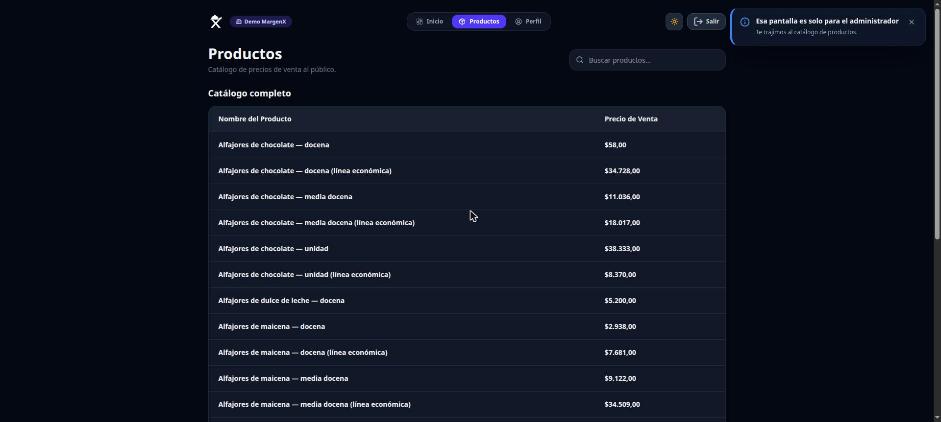 Demo MargenX
Inicio
Productos
Perfil
Salir
Esa pantalla es solo para el administrador
Te trajimos al catálogo de productos.
Productos
Catálogo de precios de venta al público.
Buscar productos...
Catálogo completo
Nombre del Producto Precio de Venta
Alfajores de chocolate — docena $58,00
Alfajores de chocolate — docena (línea económica) $34.728,00
Alfajores de chocolate — media docena $11.036,00
Alfajores de chocolate — media docena (línea económica) $18.017,00
Alfajores de chocolate — unidad $38.333,00
Alfajores de chocolate — unidad (línea económica) $8.370,00
Alfajores de dulce de leche — docena $5.200,00
Alfajores de maicena — docena $2.938,00
Alfajores de maicena — docena (línea económica) $7.681,00
Alfajores de maicena — media docena $9.122,00
Alfajores de maicena — media docena (línea económica) $34.509,00